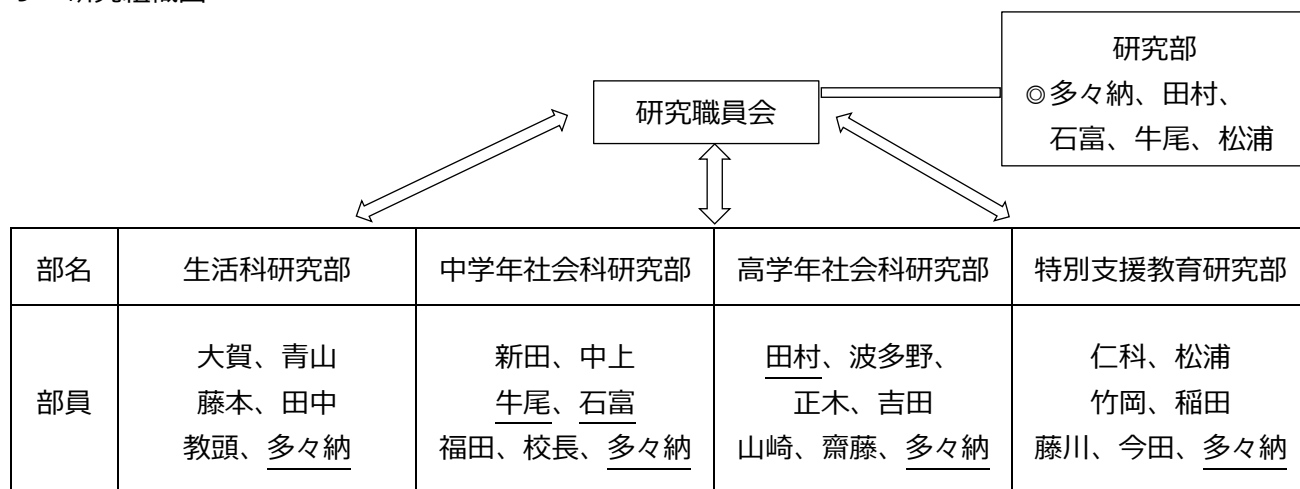 研究部
◎多々納、田村、
石富、牛尾、松浦
研究職員会
部名
生活科研究部
中学年社会科研究部
高学年社会科研究部
特別支援教育研究部
部員
大賀、青山
藤本、田中
教頭、多々納
新田、中上
牛尾、石富
福田、校長、多々納
田村、波多野、
正木、吉田
山崎、齋藤、多々納
仁科、松浦
竹岡、稲田
藤川、今田、多々納